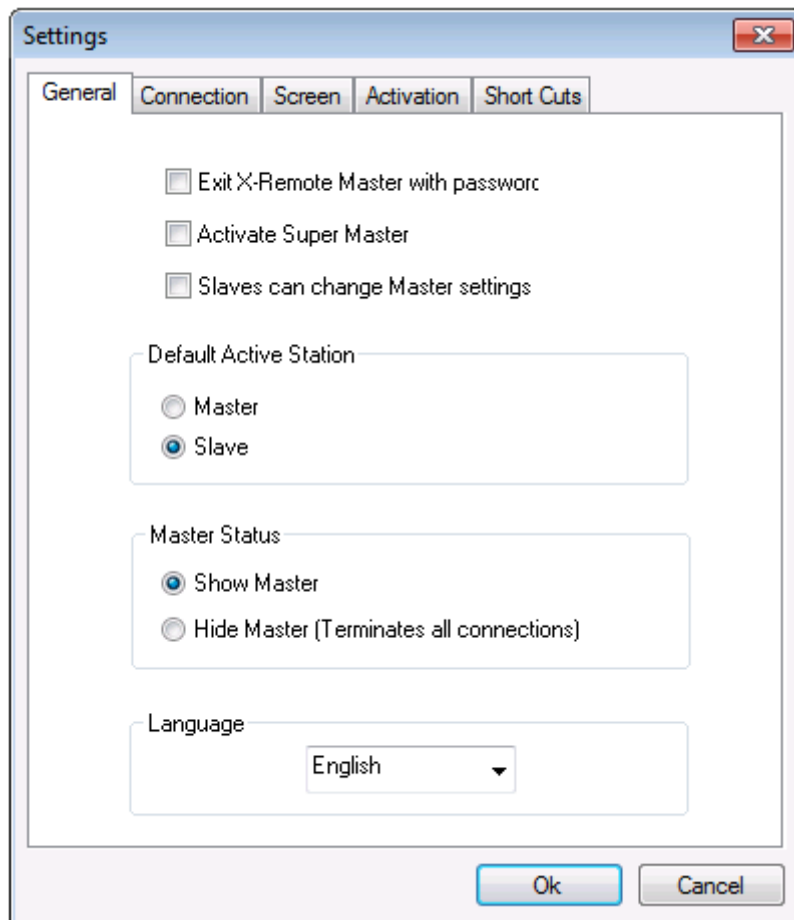 Settings
General Connection Screen Activation Short Cuts
Exit X-Remote Master with password
Activate Super Master
Slaves can change Master settings
Default Active Station
Master
Slave
Master Status
Show Master
Hide Master (Terminates all connections)
Language
English
Ok Cancel